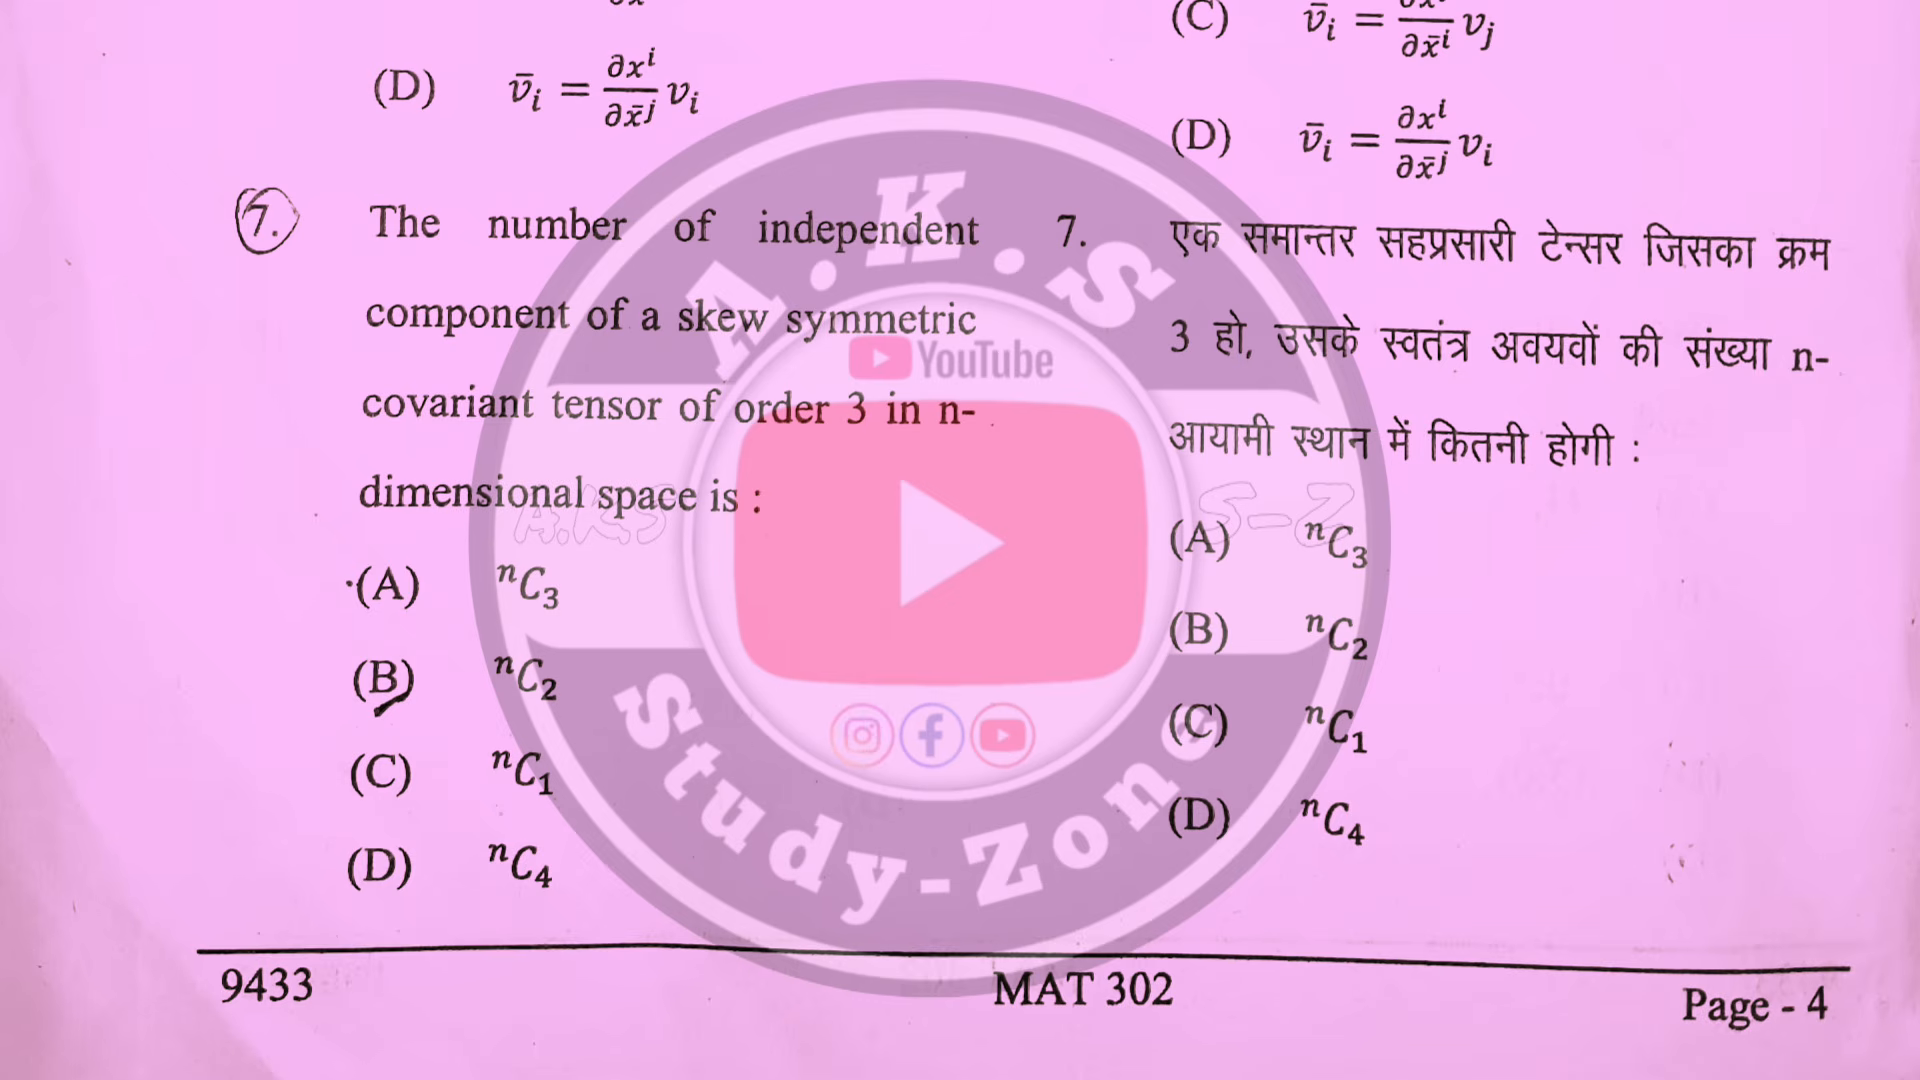 (D) v̄ᵢ = ∂xⁱ/∂x̄ʲ vᵢ
7. The number of independent
component of a skew symmetric
covariant tensor of order 3 in n-
dimensional space is :
(A) ⁿC₃
(B) ⁿC₂
(C) ⁿC₁
(D) ⁿC₄
(C) v̄ᵢ = ∂xʲ/∂x̄ⁱ vⱼ
(D) v̄ᵢ = ∂xⁱ/∂x̄ʲ vᵢ
7. एक समान्तर सहप्रसारी टेन्सर जिसका क्रम
3 हो, उसके स्वतंत्र अवयवों की संख्या n-
आयामी स्थान में कितनी होगी :
(A) ⁿC₃
(B) ⁿC₂
(C) ⁿC₁
(D) ⁿC₄
9433 MAT 302 Page - 4
A.K.S
YouTube
A.K.S S-Z
Study-Zone